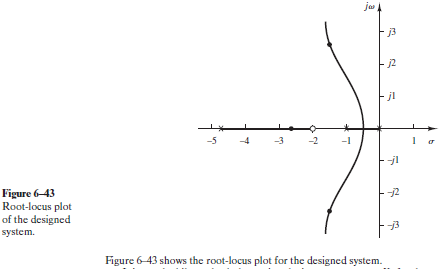 jω
j3
j2
j1
-5 -4 -3 -2 -1 1 σ
-j1
-j2
-j3
Figure 6–43
Root-locus plot
of the designed
system.
Figure 6–43 shows the root-locus plot for the designed system.